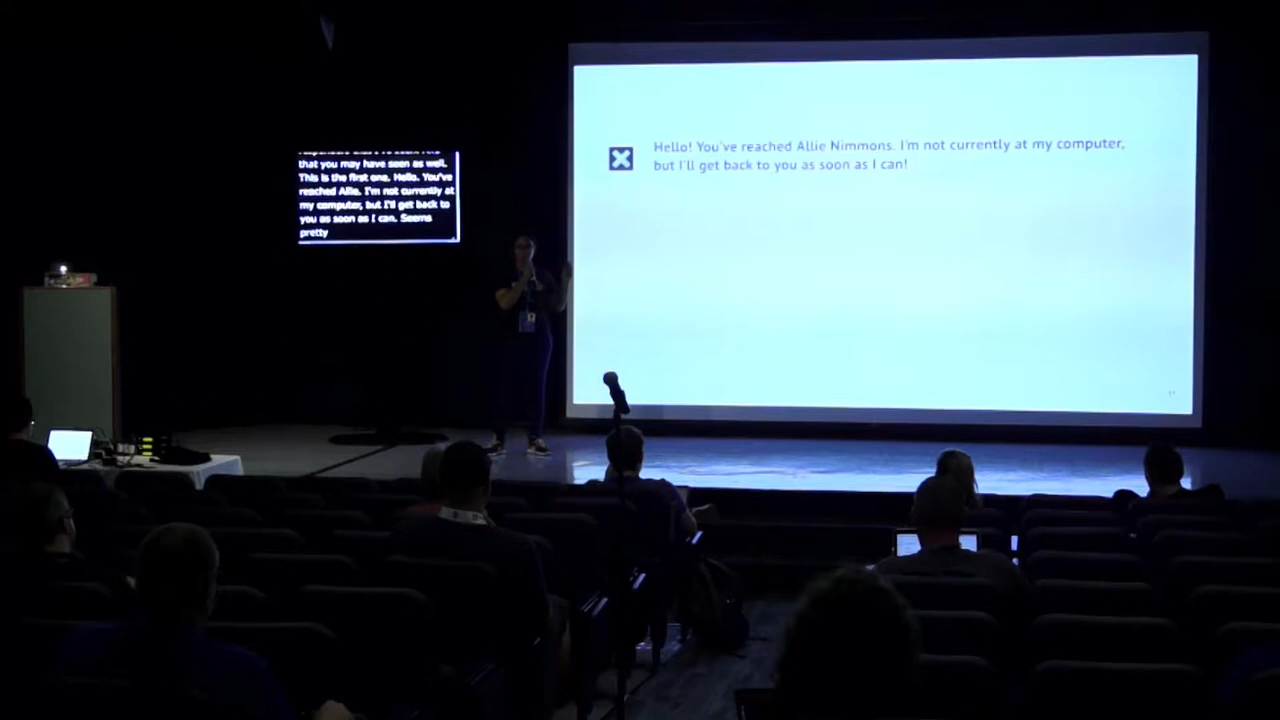 that you may have seen as well.
This is the first one. Hello. You've
reached Allie. I'm not currently at
my computer, but I'll get back to
you as soon as I can. Seems
pretty
Hello! You've reached Allie Nimmons. I'm not currently at my computer,
but I'll get back to you as soon as I can!